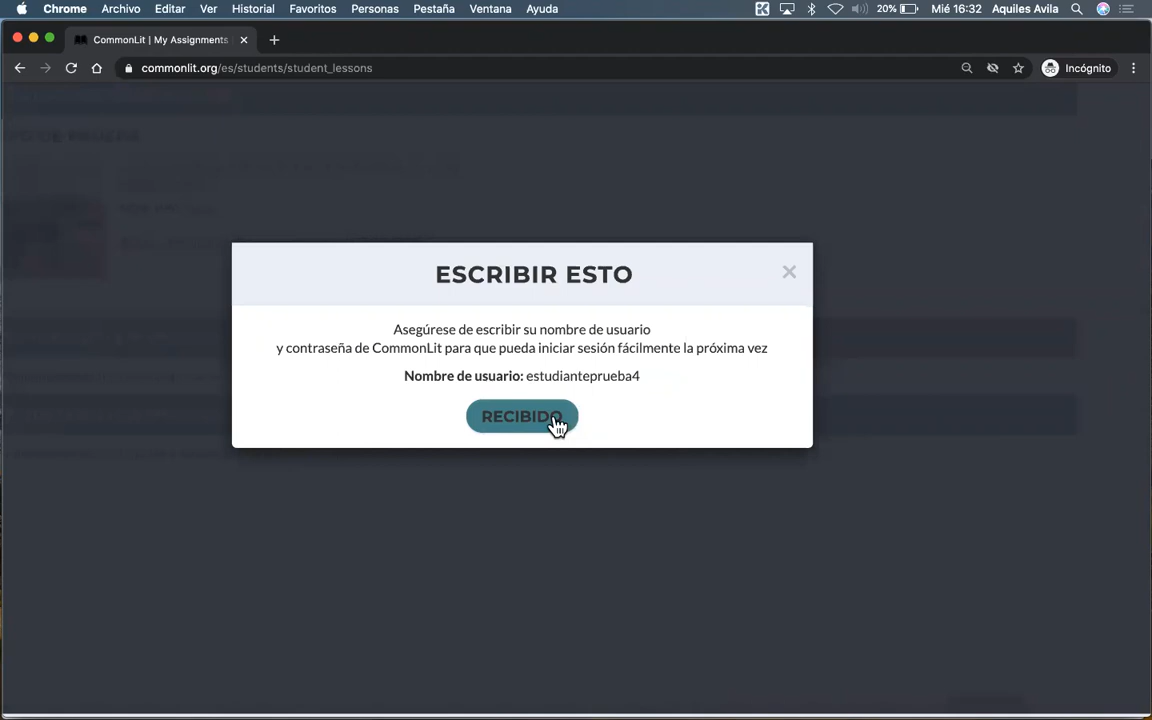 Chrome Archivo Editar Ver Historial Favoritos Personas Pestaña Ventana Ayuda 20% Mié 16:32 Aquiles Avila
CommonLit | My Assignments
commonlit.org/es/students/student_lessons Incógnito
ESCRIBIR ESTO
Asegúrese de escribir su nombre de usuario
y contraseña de CommonLit para que pueda iniciar sesión fácilmente la próxima vez
Nombre de usuario: estudianteprueba4
RECIBIDO